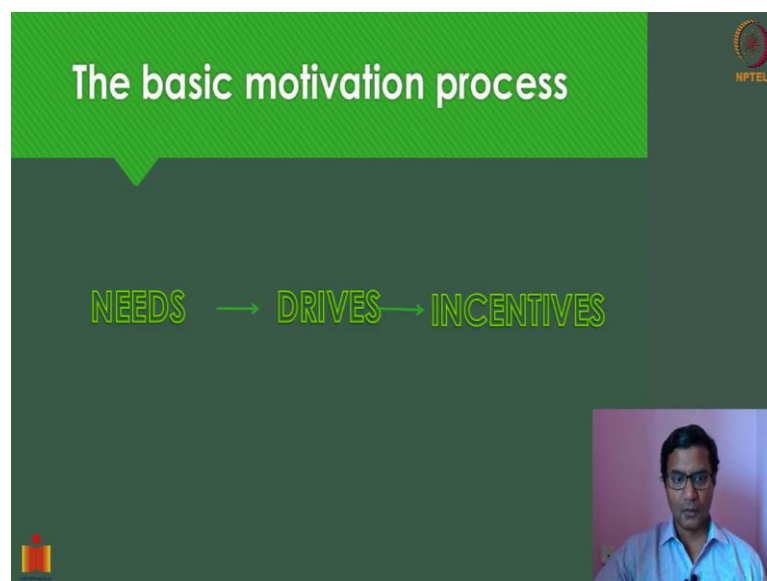 The basic motivation process
NPTEL
NEEDS → DRIVES → INCENTIVES